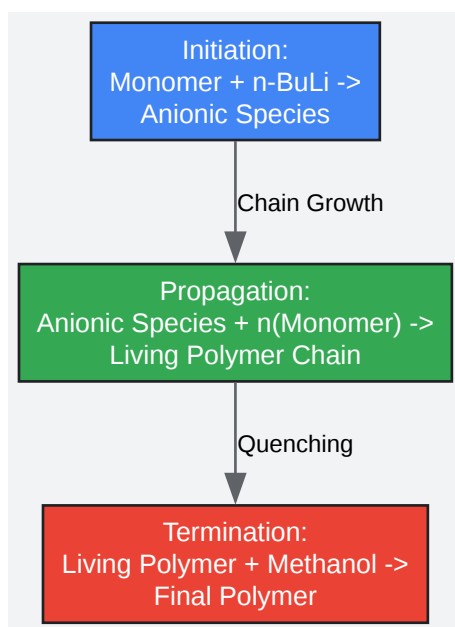 Initiation:
Monomer + n-BuLi ->
Anionic Species
Chain Growth
Propagation:
Anionic Species + n(Monomer) ->
Living Polymer Chain
Quenching
Termination:
Living Polymer + Methanol ->
Final Polymer